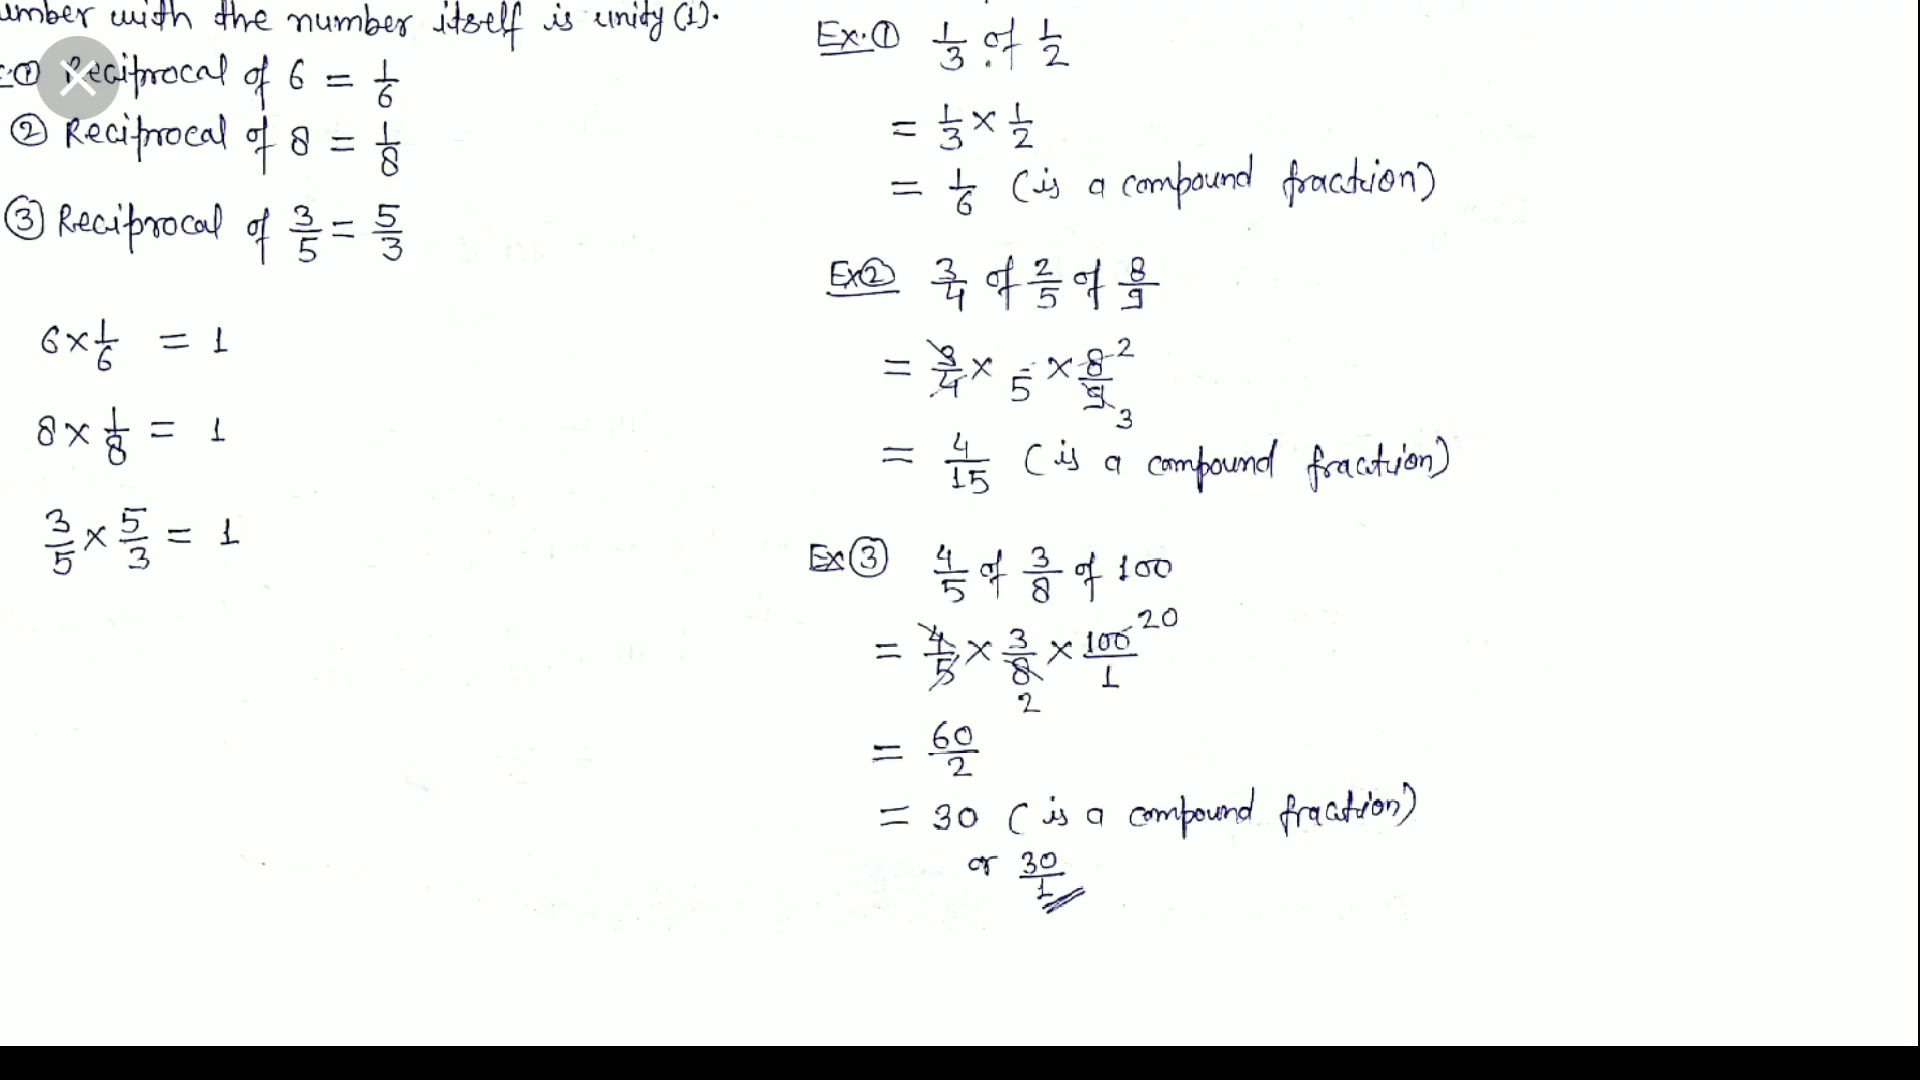 umber with the number itself is unity (1).
① Reciprocal of 6 = 1/6
② Reciprocal of 8 = 1/8
③ Reciprocal of 3/5 = 5/3
6 × 1/6 = 1
8 × 1/8 = 1
3/5 × 5/3 = 1
Ex.① 1/3 of 1/2
= 1/3 × 1/2
= 1/6 (is a compound fraction)
Ex② 3/4 of 2/5 of 8/9
= 3/4 × 5 × 8/9 2 3
= 4/15 (is a compound fraction)
Ex③ 4/5 of 3/8 of 100
= 4/5 × 3/8 × 100/1 20 2
= 60/2
= 30 (is a compound fraction)
or 30/1